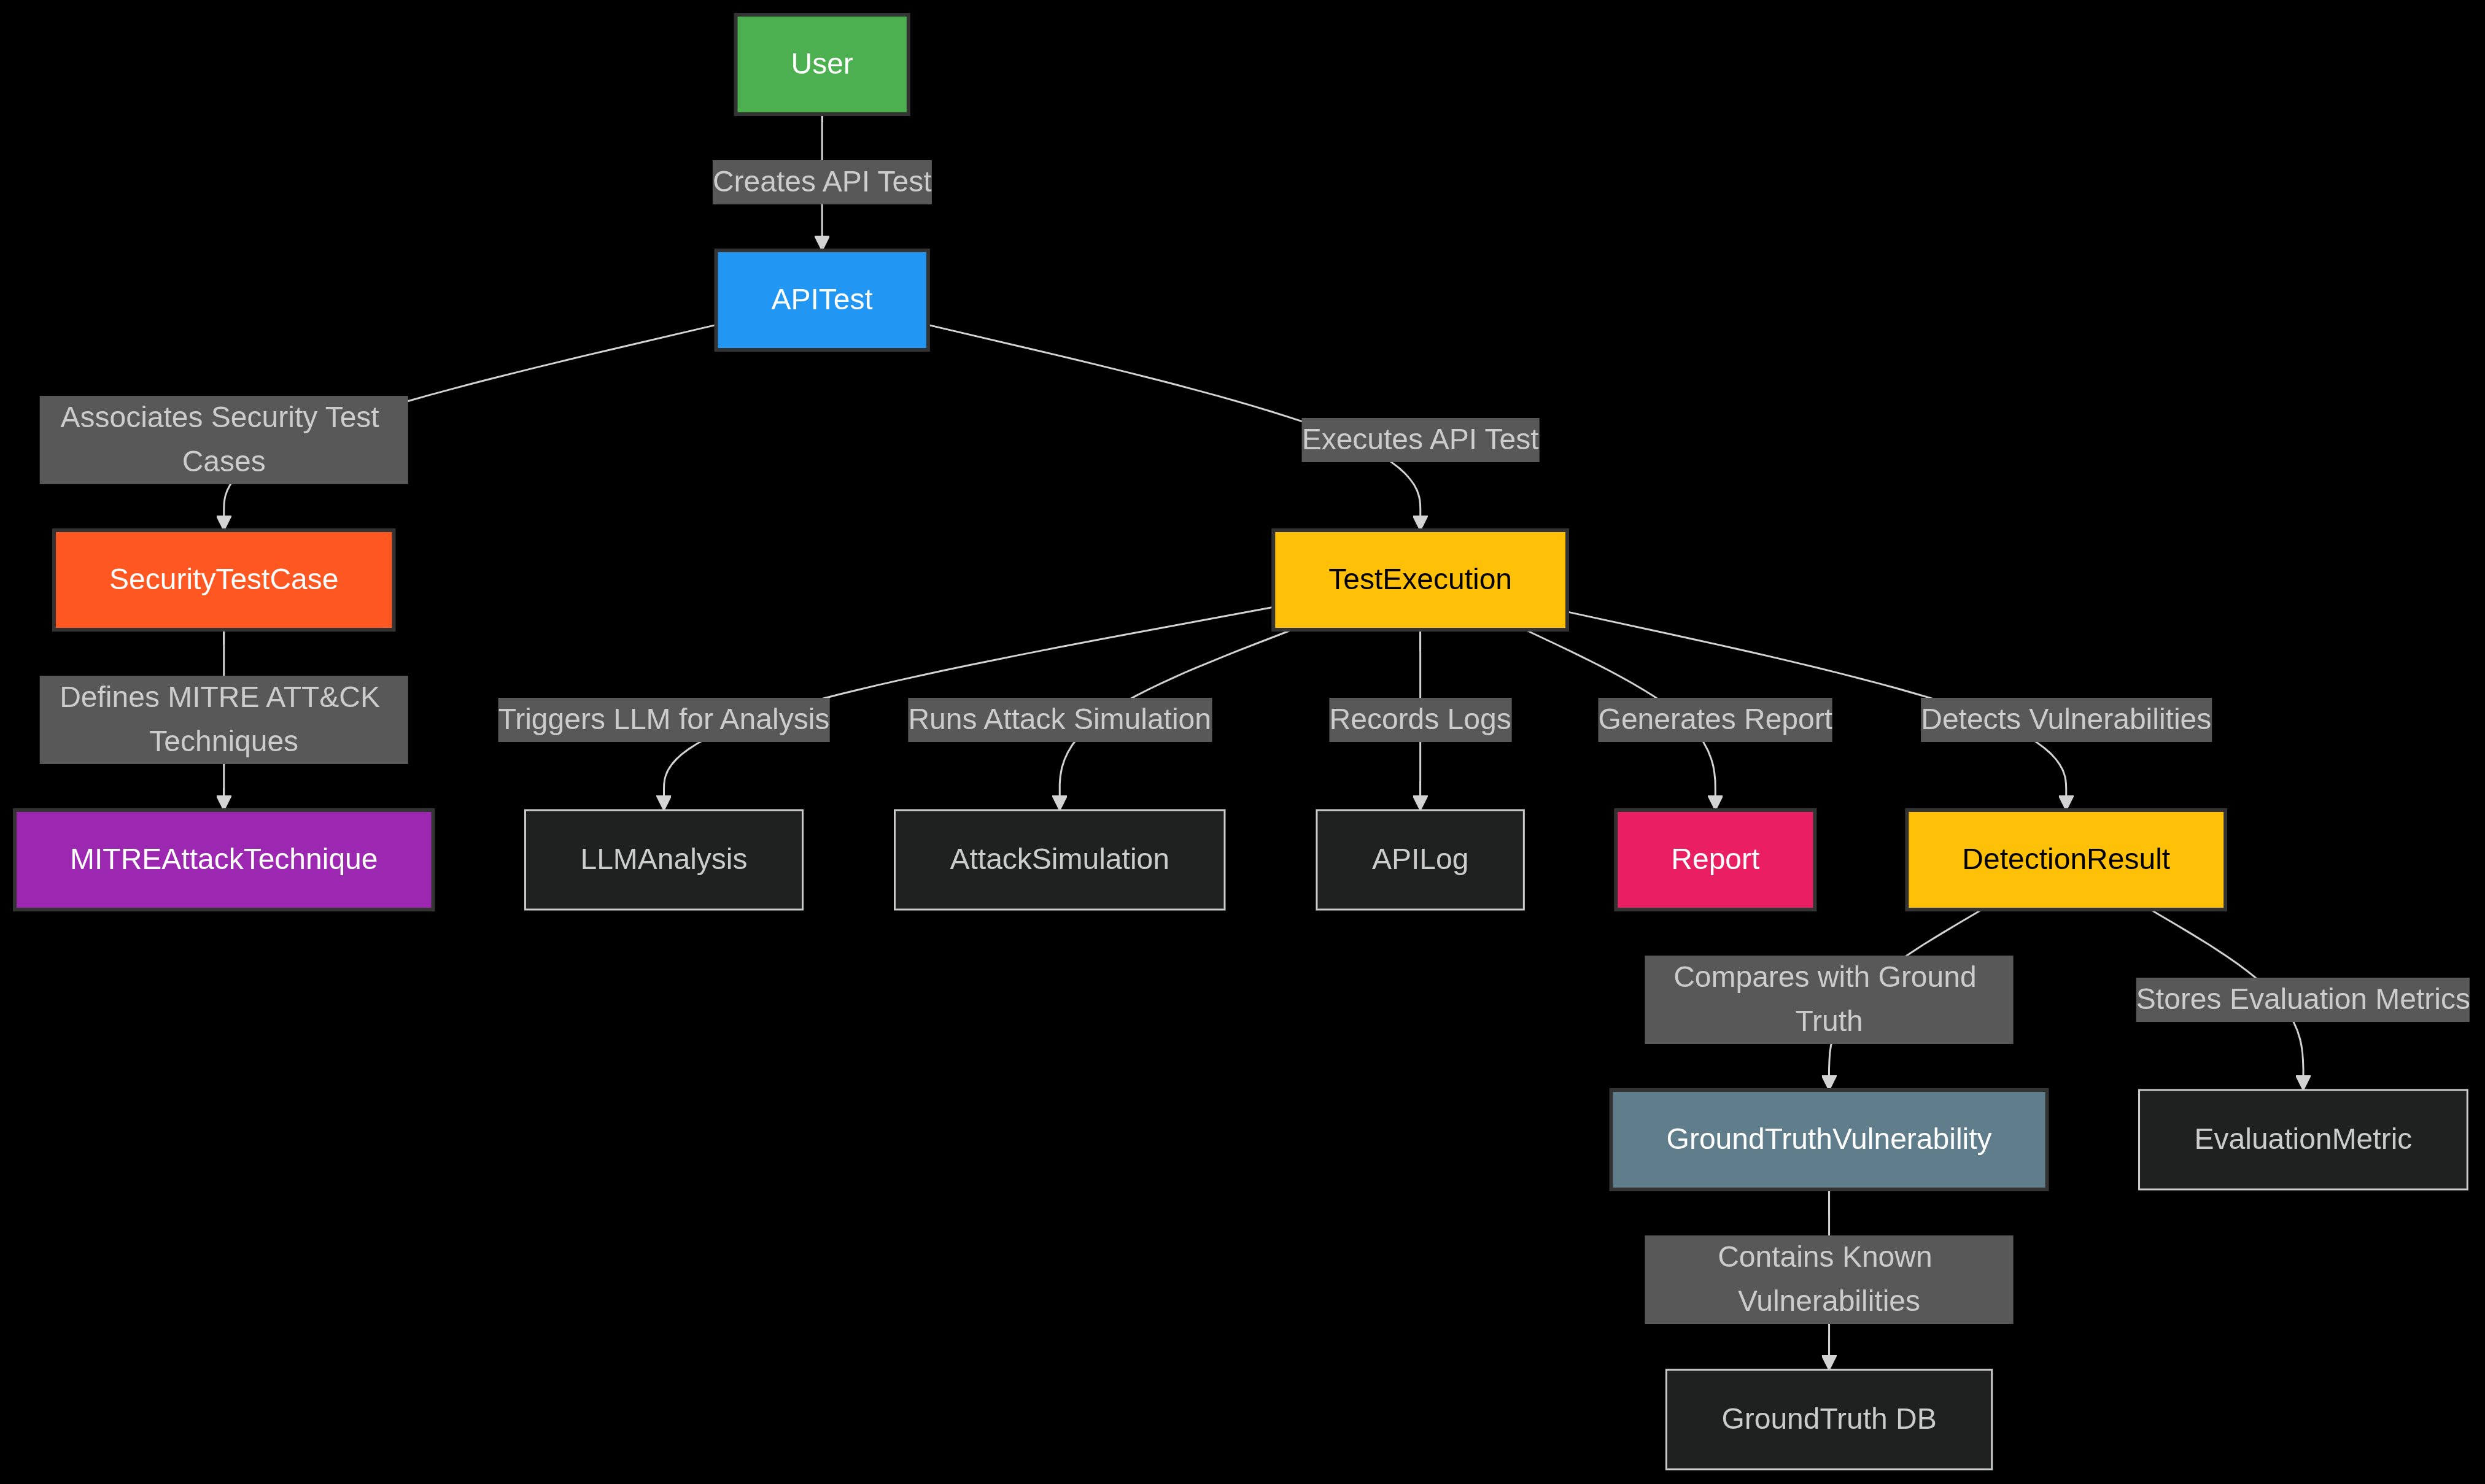 User
Creates API Test
APITest
Associates Security Test
Cases
Executes API Test
SecurityTestCase
TestExecution
Defines MITRE ATT&CK
Techniques
Triggers LLM for Analysis
Runs Attack Simulation
Records Logs
Generates Report
Detects Vulnerabilities
MITREAttackTechnique
LLMAnalysis
AttackSimulation
APILog
Report
DetectionResult
Compares with Ground
Truth
Stores Evaluation Metrics
GroundTruthVulnerability
EvaluationMetric
Contains Known
Vulnerabilities
GroundTruth DB